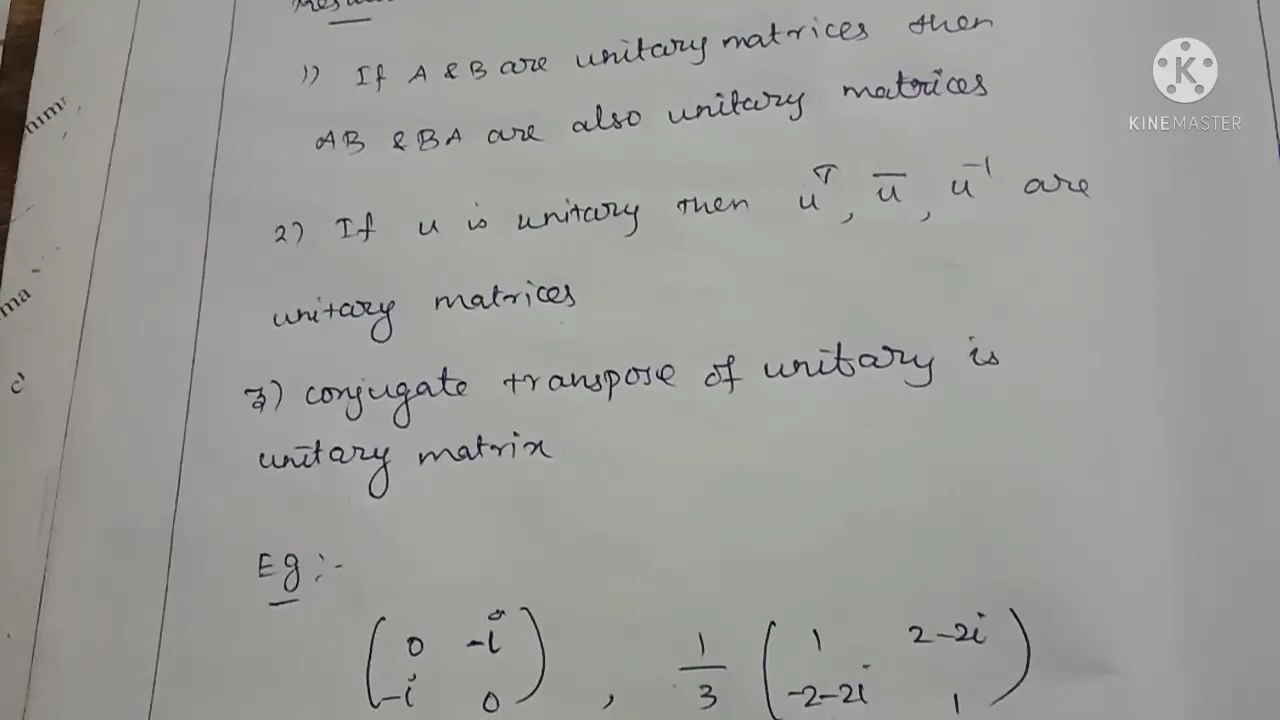 1) If A & B are unitary matrices then
AB & BA are also unitary matrices
2) If u is unitary then uᵀ, u̅, u⁻¹ are
unitary matrices
3) conjugate transpose of unitary is
unitary matrix
Eg :-
( 0 -i ) , 1/3 ( 1 2-2i )
( -i 0 ) ( -2-2i 1 )
KINEMASTER
ma